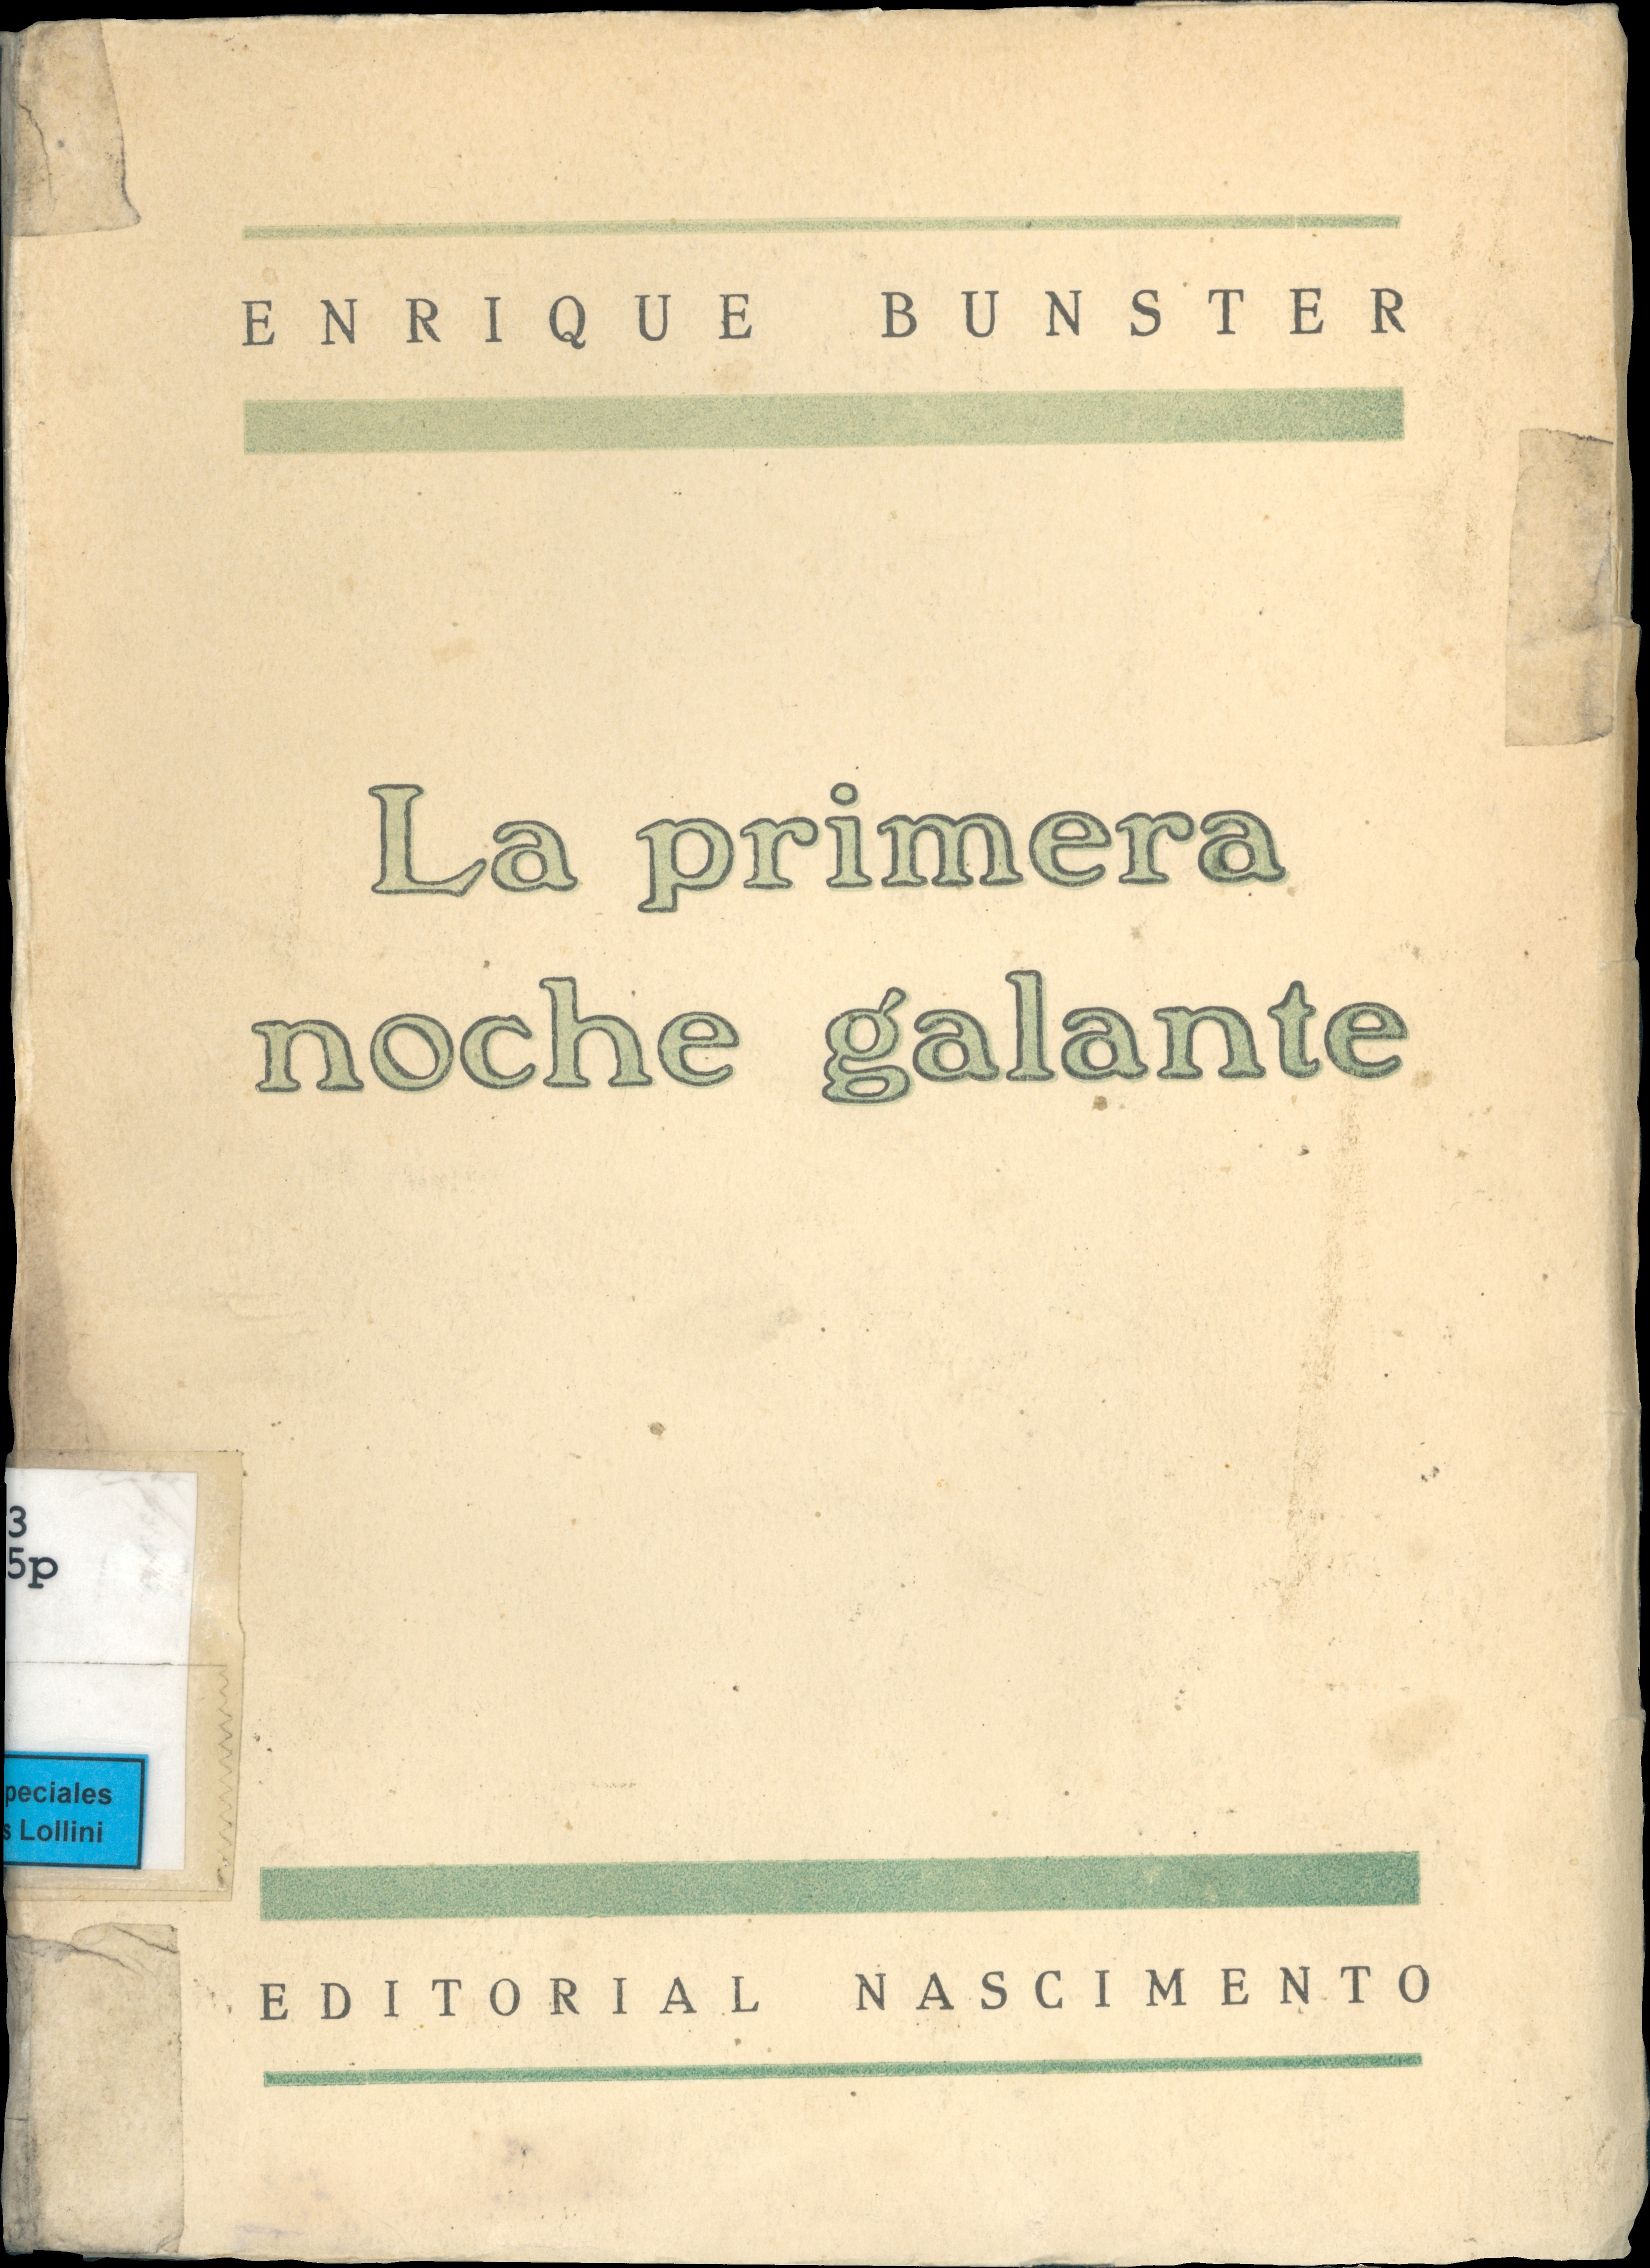 ENRIQUE BUNSTER
La primera
noche galante
3
5p
peciales
s Lollini
EDITORIAL NASCIMENTO